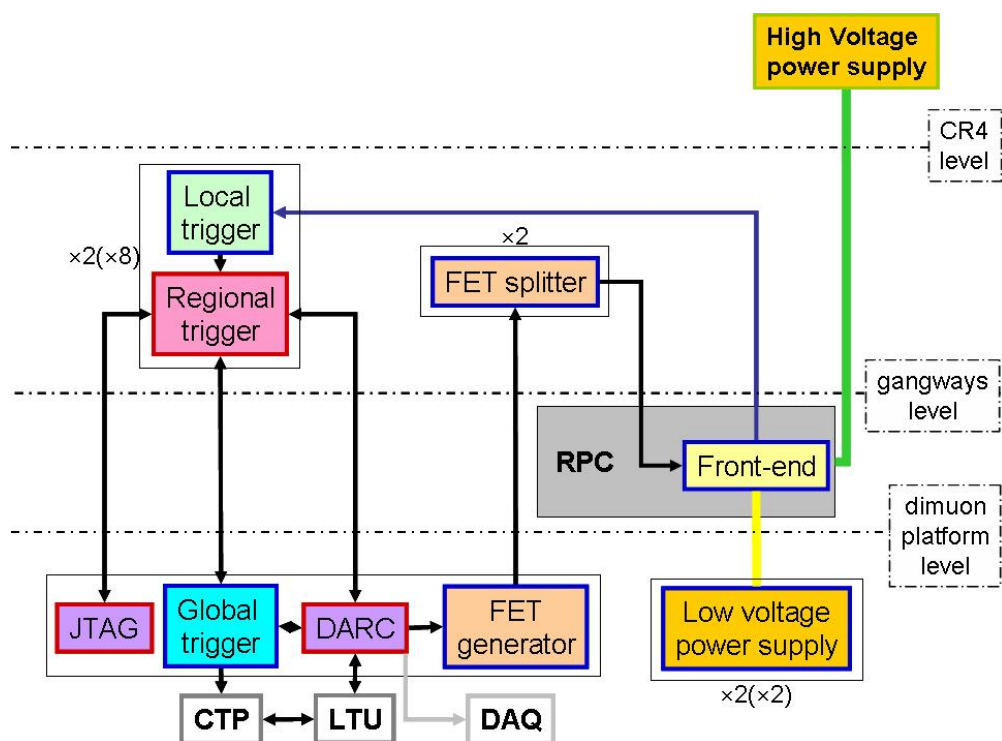 High Voltage
power supply
CR4
level
Local
trigger
×2(×8)
×2
FET splitter
Regional
trigger
gangways
level
RPC
Front-end
dimuon
platform
level
JTAG
Global
trigger
DARC
FET
generator
Low voltage
power supply
×2(×2)
CTP
LTU
DAQ